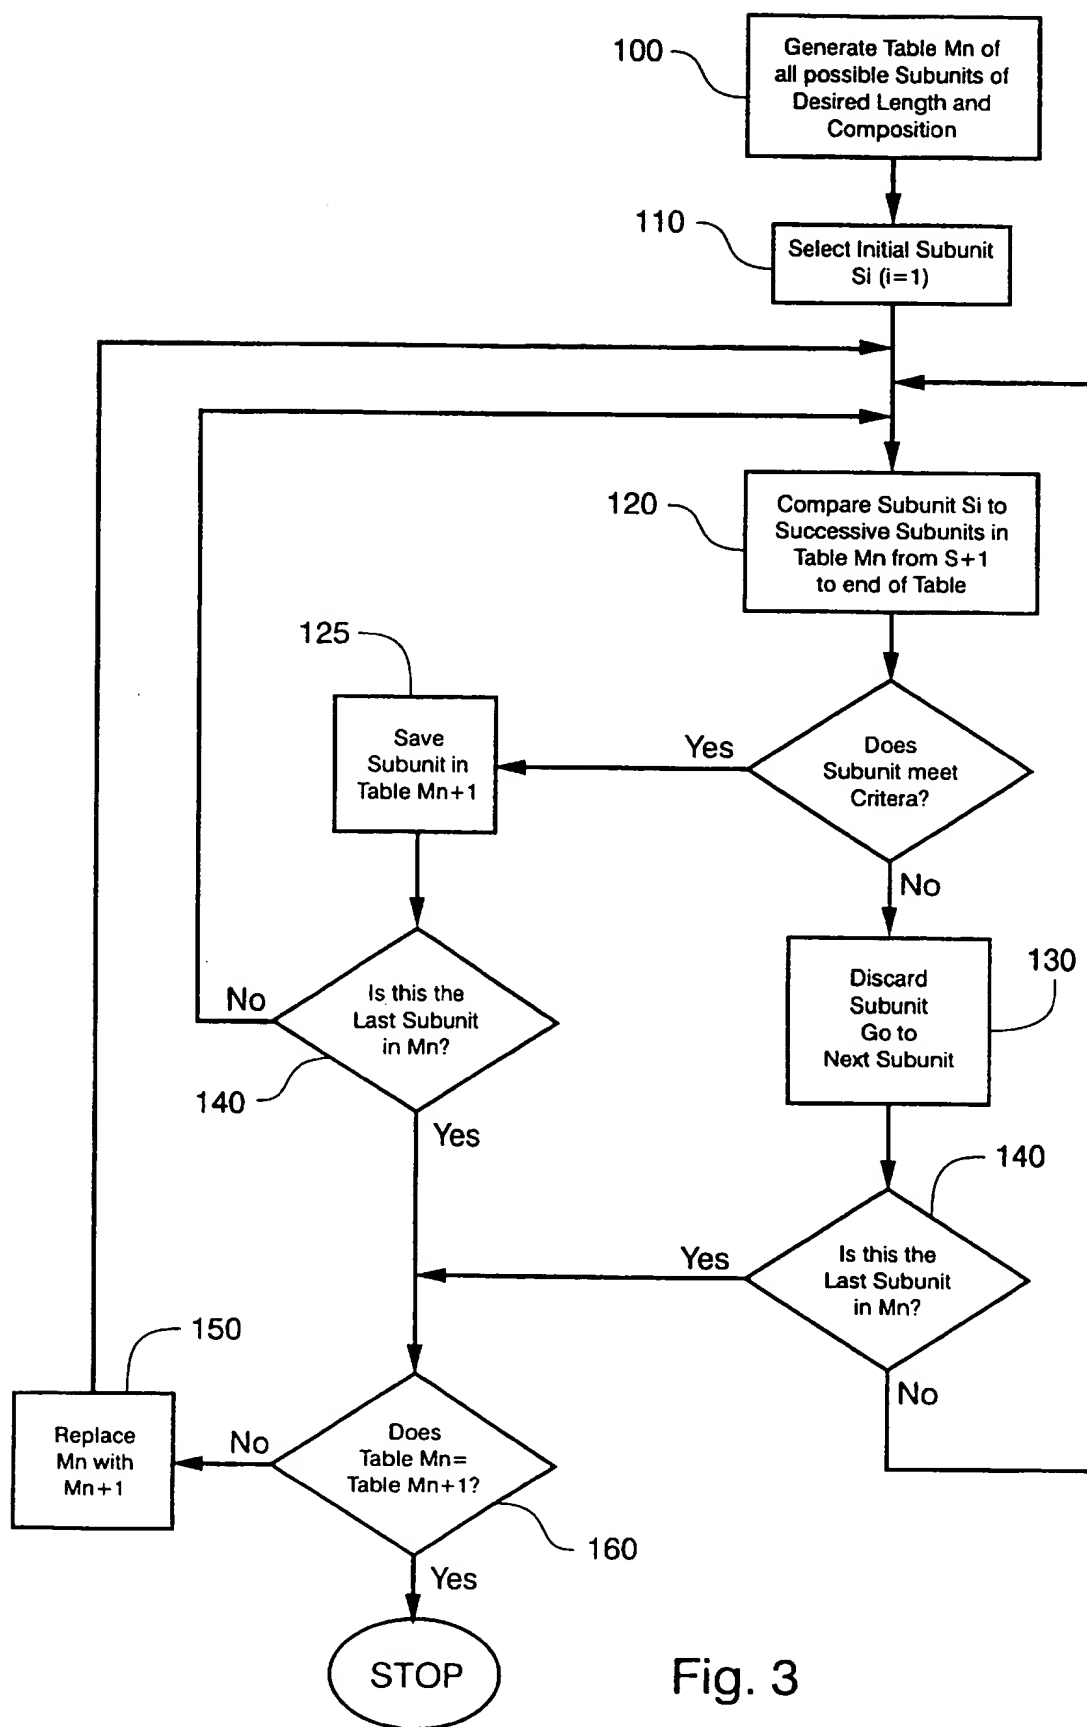 100
Generate Table Mn of
all possible Subunits of
Desired Length and
Composition
110
Select Initial Subunit
Si (i=1)
120
Compare Subunit Si to
Successive Subunits in
Table Mn from S+1
to end of Table
125
Save
Subunit in
Table Mn+1
Yes
Does
Subunit meet
Critera?
No
130
Discard
Subunit
Go to
Next Subunit
No
Is this the
Last Subunit
in Mn?
140
Yes
140
Yes
Is this the
Last Subunit
in Mn?
No
150
Replace
Mn with
Mn+1
No
Does
Table Mn=
Table Mn+1?
160
Yes
STOP
Fig. 3